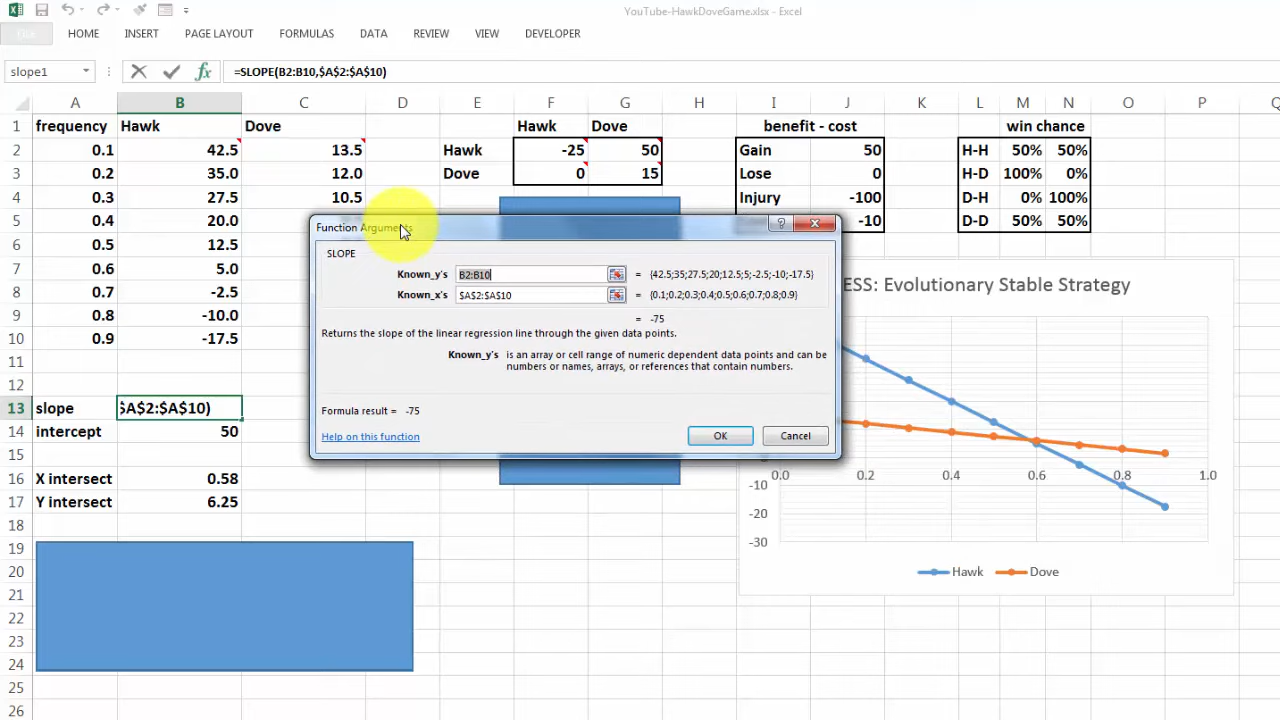 YouTube-HawkDoveGame.xlsx - Excel
HOME INSERT PAGE LAYOUT FORMULAS DATA REVIEW VIEW DEVELOPER
slope1 fx =SLOPE(B2:B10,$A$2:$A$10)
A B C D E F G H I J K L M N O P Q
1 frequency Hawk Dove Hawk Dove benefit - cost win chance
2 0.1 42.5 13.5 Hawk -25 50 Gain 50 H-H 50% 50%
3 0.2 35.0 12.0 Dove 0 15 Lose 0 H-D 100% 0%
4 0.3 27.5 10.5 Injury -100 D-H 0% 100%
5 0.4 20.0 -10 D-D 50% 50%
6 0.5 12.5
7 0.6 5.0
8 0.7 -2.5
9 0.8 -10.0
10 0.9 -17.5
11
12
13 slope $A$2:$A$10)
14 intercept 50
15
16 X intersect 0.58
17 Y intersect 6.25
18
19
20
21
22
23
24
26
Function Arguments
?
SLOPE
Known_y's B2:B10 = {42.5;35;27.5;20;12.5;5;-2.5;-10;-17.5}
Known_x's $A$2:$A$10 = {0.1;0.2;0.3;0.4;0.5;0.6;0.7;0.8;0.9}
= -75
Returns the slope of the linear regression line through the given data points.
Known_y's is an array or cell range of numeric dependent data points and can be
numbers or names, arrays, or references that contain numbers.
Formula result = -75
Help on this function OK Cancel
ESS: Evolutionary Stable Strategy
0.0 0.2 0.4 0.6 0.8 1.0
-10
-20
-30
Hawk Dove